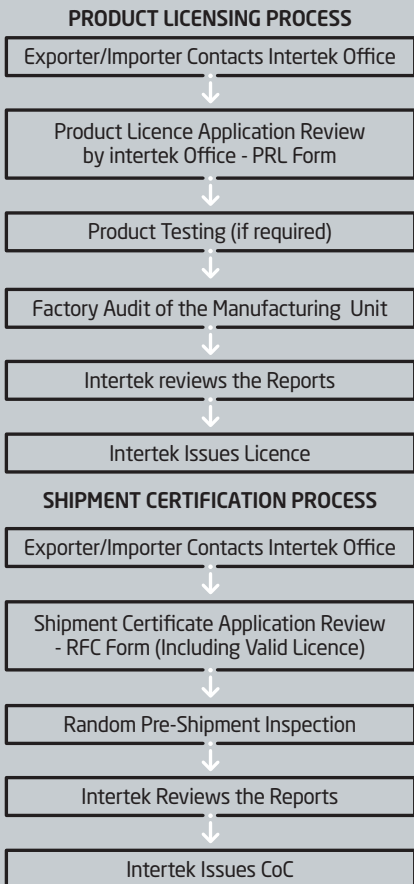 PRODUCT LICENSING PROCESS
Exporter/Importer Contacts Intertek Office
Product Licence Application Review
by intertek Office - PRL Form
Product Testing (if required)
Factory Audit of the Manufacturing Unit
Intertek reviews the Reports
Intertek Issues Licence
SHIPMENT CERTIFICATION PROCESS
Exporter/Importer Contacts Intertek Office
Shipment Certificate Application Review
- RFC Form (Including Valid Licence)
Random Pre-Shipment Inspection
Intertek Reviews the Reports
Intertek Issues CoC